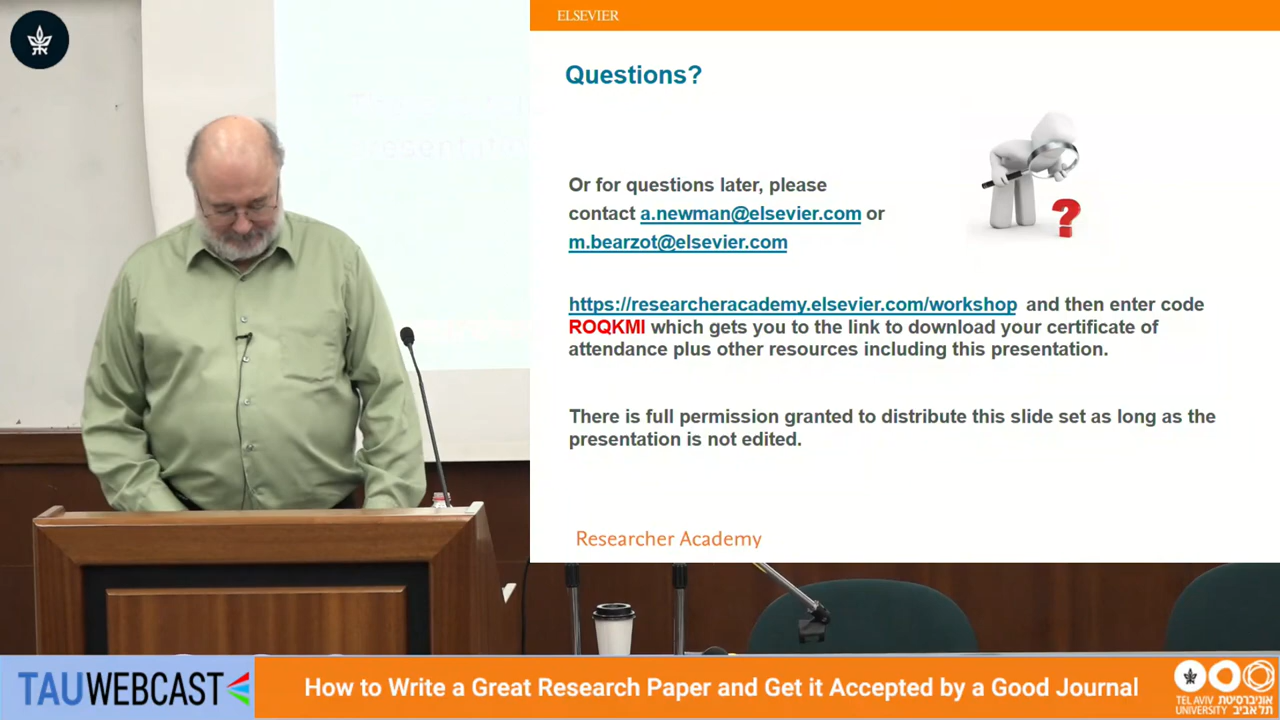 ELSEVIER
Questions?
Or for questions later, please
contact a.newman@elsevier.com or
m.bearzot@elsevier.com
https://researcheracademy.elsevier.com/workshop and then enter code
ROQKMI which gets you to the link to download your certificate of
attendance plus other resources including this presentation.
There is full permission granted to distribute this slide set as long as the
presentation is not edited.
Researcher Academy
TAUWEBCAST
How to Write a Great Research Paper and Get it Accepted by a Good Journal
TEL AVIV אוניברסיטת
UNIVERSITY תל אביב